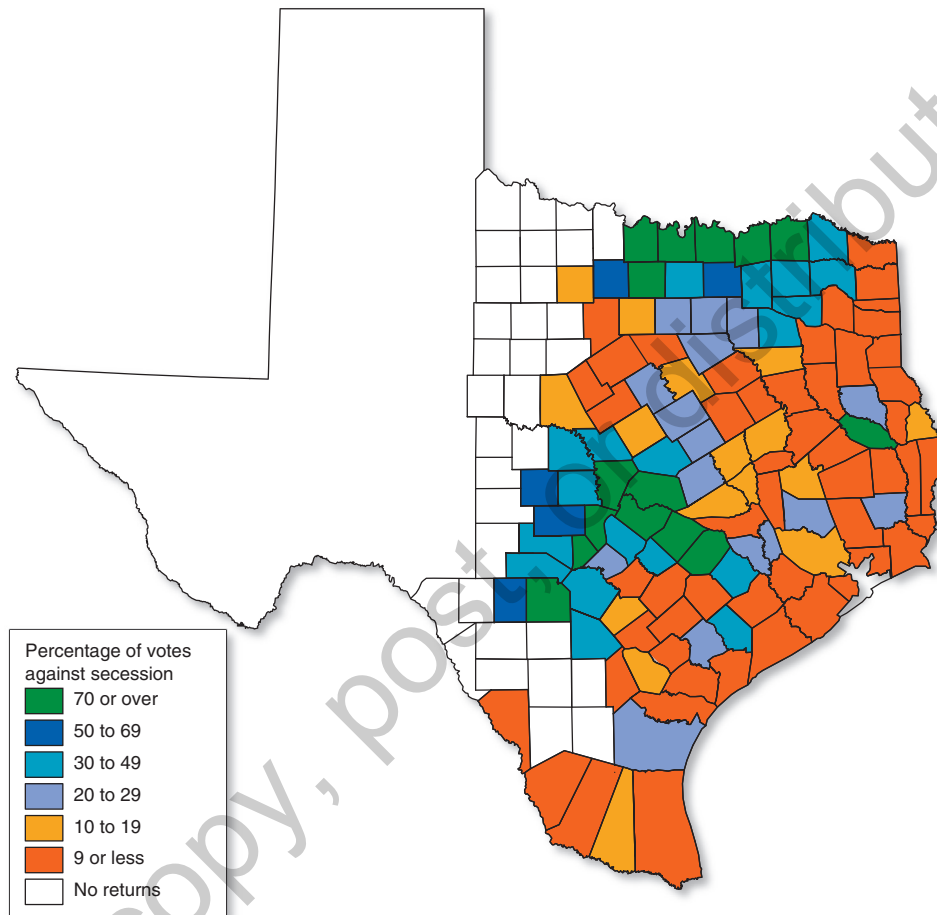 Percentage of votes
against secession
70 or over
50 to 69
30 to 49
20 to 29
10 to 19
9 or less
No returns
copy, post, or distribut